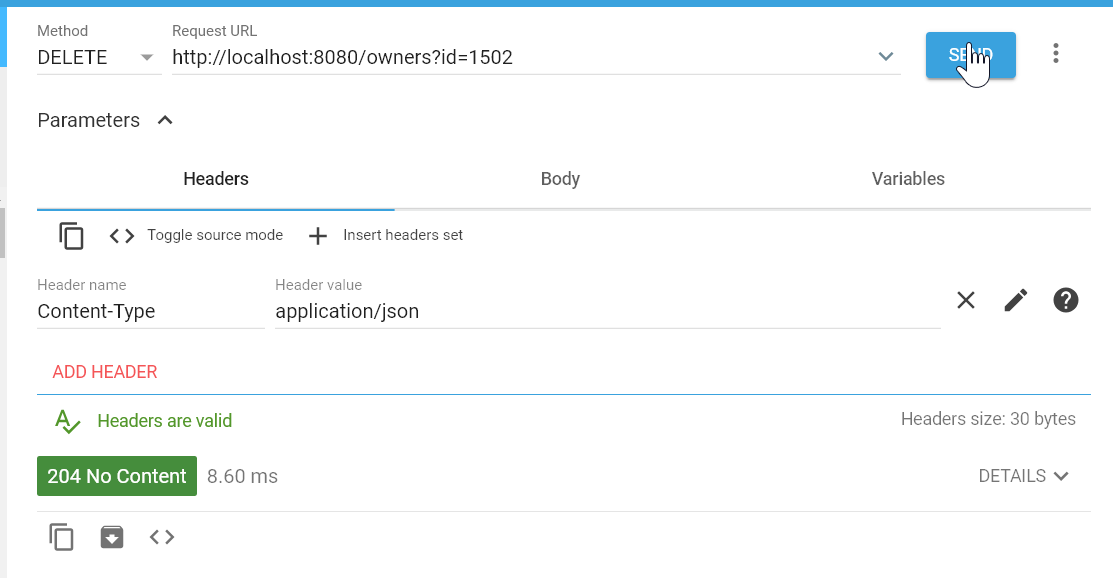 Method
Request URL
DELETE
http://localhost:8080/owners?id=1502
SEND
Parameters
Headers
Body
Variables
Toggle source mode
Insert headers set
Header name
Header value
Content-Type
application/json
ADD HEADER
Headers are valid
Headers size: 30 bytes
204 No Content
8.60 ms
DETAILS